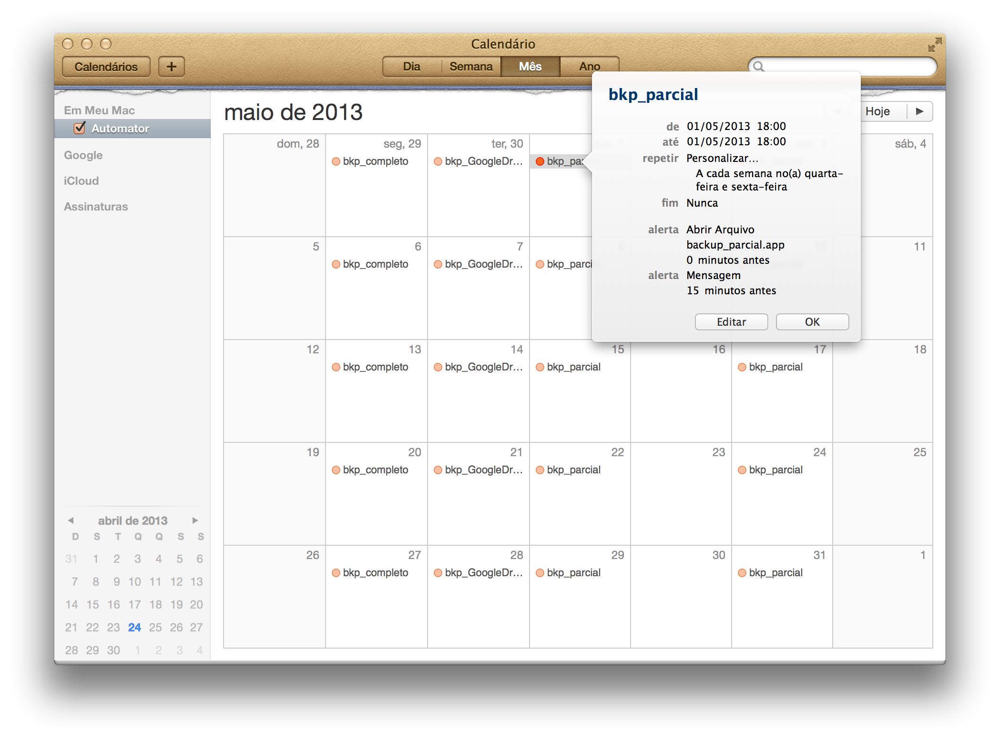 Calendário
Calendários + Dia Semana Mês Ano
Em Meu Mac
Automator
Google
iCloud
Assinaturas
maio de 2013
Hoje
dom, 28 seg, 29 ter, 30 sáb, 4
bkp_completo bkp_GoogleDr... bkp_par
5 6 7 11
bkp_completo bkp_GoogleDr... bkp_parci
12 13 14 15 16 17 18
bkp_completo bkp_GoogleDr... bkp_parcial bkp_parcial
19 20 21 22 23 24 25
bkp_completo bkp_GoogleDr... bkp_parcial bkp_parcial
26 27 28 29 30 31 1
bkp_completo bkp_GoogleDr... bkp_parcial bkp_parcial
bkp_parcial
de 01/05/2013 18:00
até 01/05/2013 18:00
repetir Personalizar...
A cada semana no(a) quarta-
feira e sexta-feira
fim Nunca
alerta Abrir Arquivo
backup_parcial.app
0 minutos antes
alerta Mensagem
15 minutos antes
Editar OK
abril de 2013
D S T Q Q S S
31 1 2 3 4 5 6
7 8 9 10 11 12 13
14 15 16 17 18 19 20
21 22 23 24 25 26 27
28 29 30 1 2 3 4